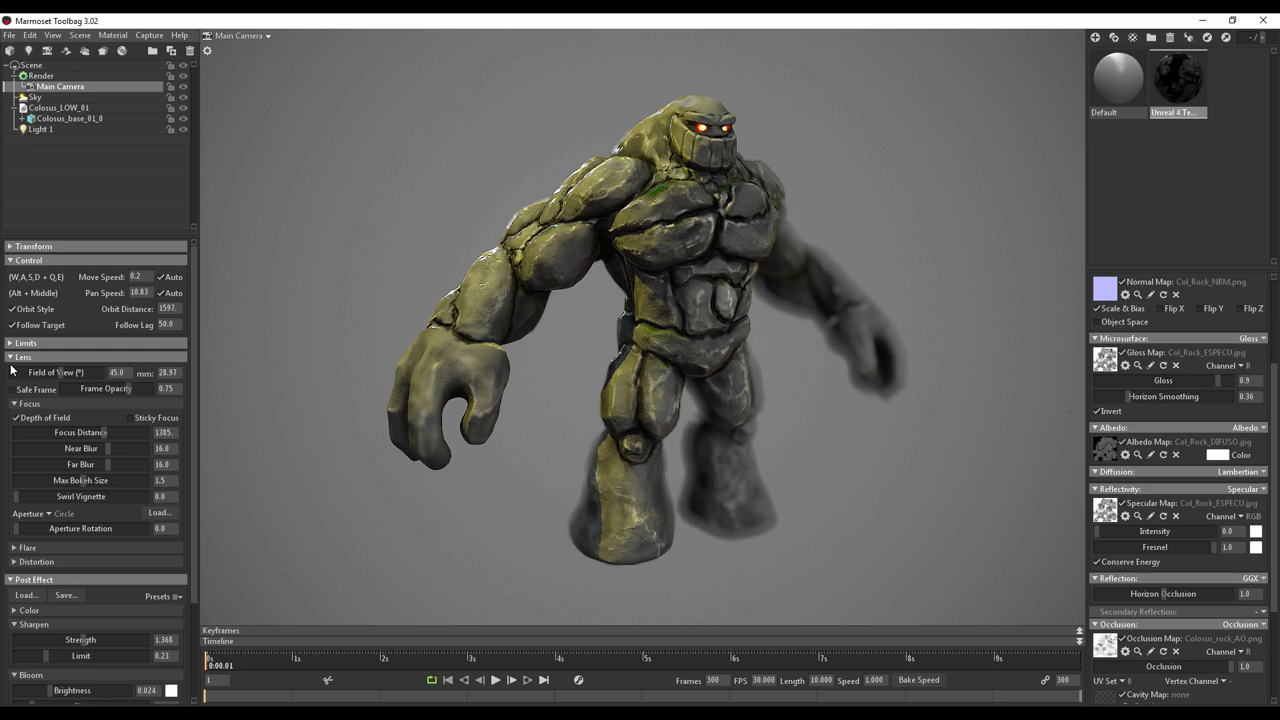 Marmoset Toolbag 3.02
File Edit View Scene Material Capture Help
Main Camera
Scene
Render
Main Camera
Sky
Colosus_LOW_01
Colosus_base_01_0
Light 1
Transform
Control
(W,A,S,D + Q,E) Move Speed: 0.2 Auto
(Alt + Middle) Pan Speed: 10.83 Auto
Orbit Style Orbit Distance: 1597.
Follow Target Follow Lag 50.0
Limits
Lens
Field of View (º) 45.0 mm: 28.97
Safe Frame Frame Opacity 0.75
Focus
Depth of Field Sticky Focus
Focus Distance 1385.
Near Blur 16.0
Far Blur 16.0
Max Bokeh Size 1.5
Swirl Vignette 0.0
Aperture Circle Load...
Aperture Rotation 0.0
Flare
Distortion
Post Effect
Load... Save... Presets
Color
Sharpen
Strength 1.368
Limit 0.23
Bloom
Brightness 0.024
Keyframes
Timeline
0s 1s 2s 3s 4s 5s 6s 7s 8s 9s
0:00.01
1 Frames 300 FPS 30.000 Length 10.000 Speed 1.000 Bake Speed 300
- /
Default Unreal 4 Te...
Normal Map: Col_Rock_NRM.png
Scale & Bias Flip X Flip Y Flip Z
Object Space
Microsurface: Gloss
Gloss Map: Col_Rock_ESPECU.jpg
Channel R
Gloss 0.9
Horizon Smoothing 0.36
Invert
Albedo: Albedo
Albedo Map: Col_Rock_DIFUSO.jpg
Color
Diffusion: Lambertian
Reflectivity: Specular
Specular Map: Col_Rock_ESPECU.jpg
Channel RGB
Intensity 0.0
Fresnel 1.0
Conserve Energy
Reflection: GGX
Horizon Occlusion 1.0
Secondary Reflection: -
Occlusion: Occlusion
Occlusion Map: Colosus_rock_AO.png
Channel R
Occlusion 1.0
UV Set 0 Vertex Channel -
Cavity Map: none